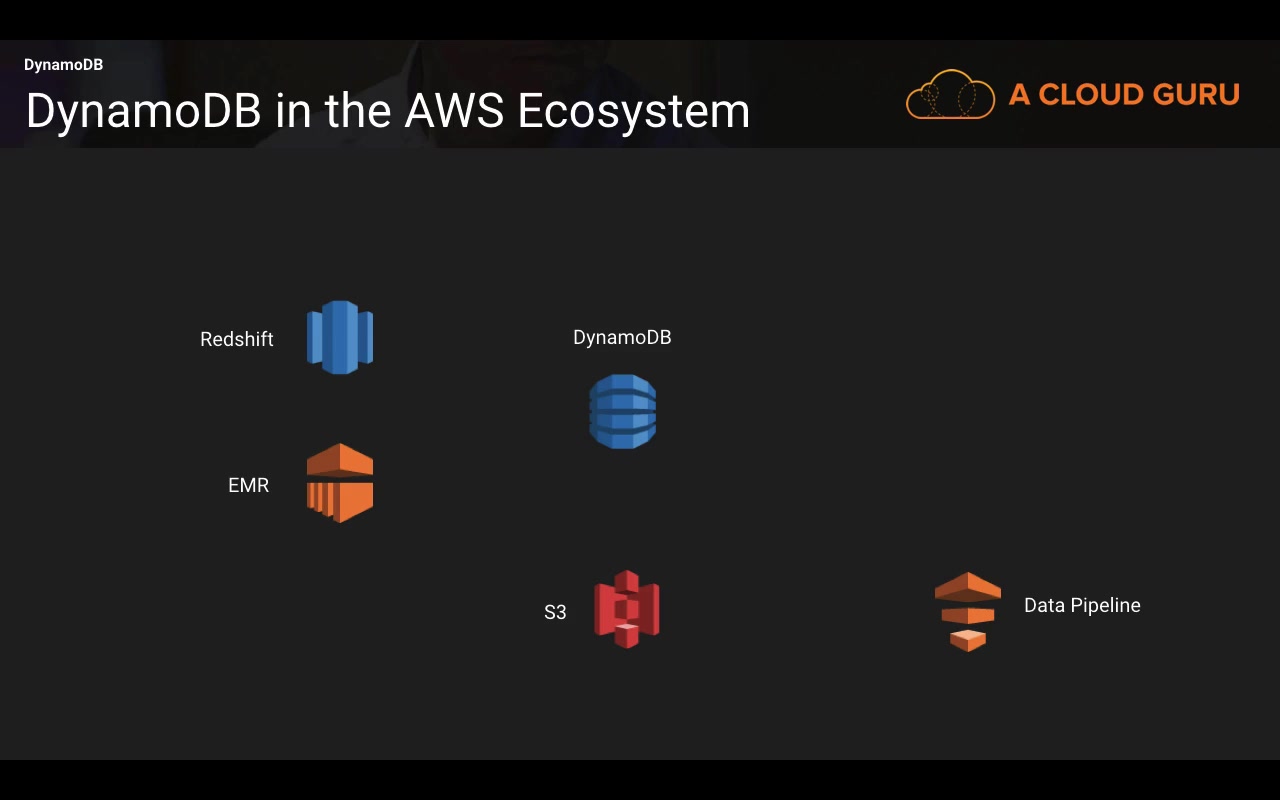 DynamoDB
DynamoDB in the AWS Ecosystem
A CLOUD GURU
Redshift
DynamoDB
EMR
S3
Data Pipeline